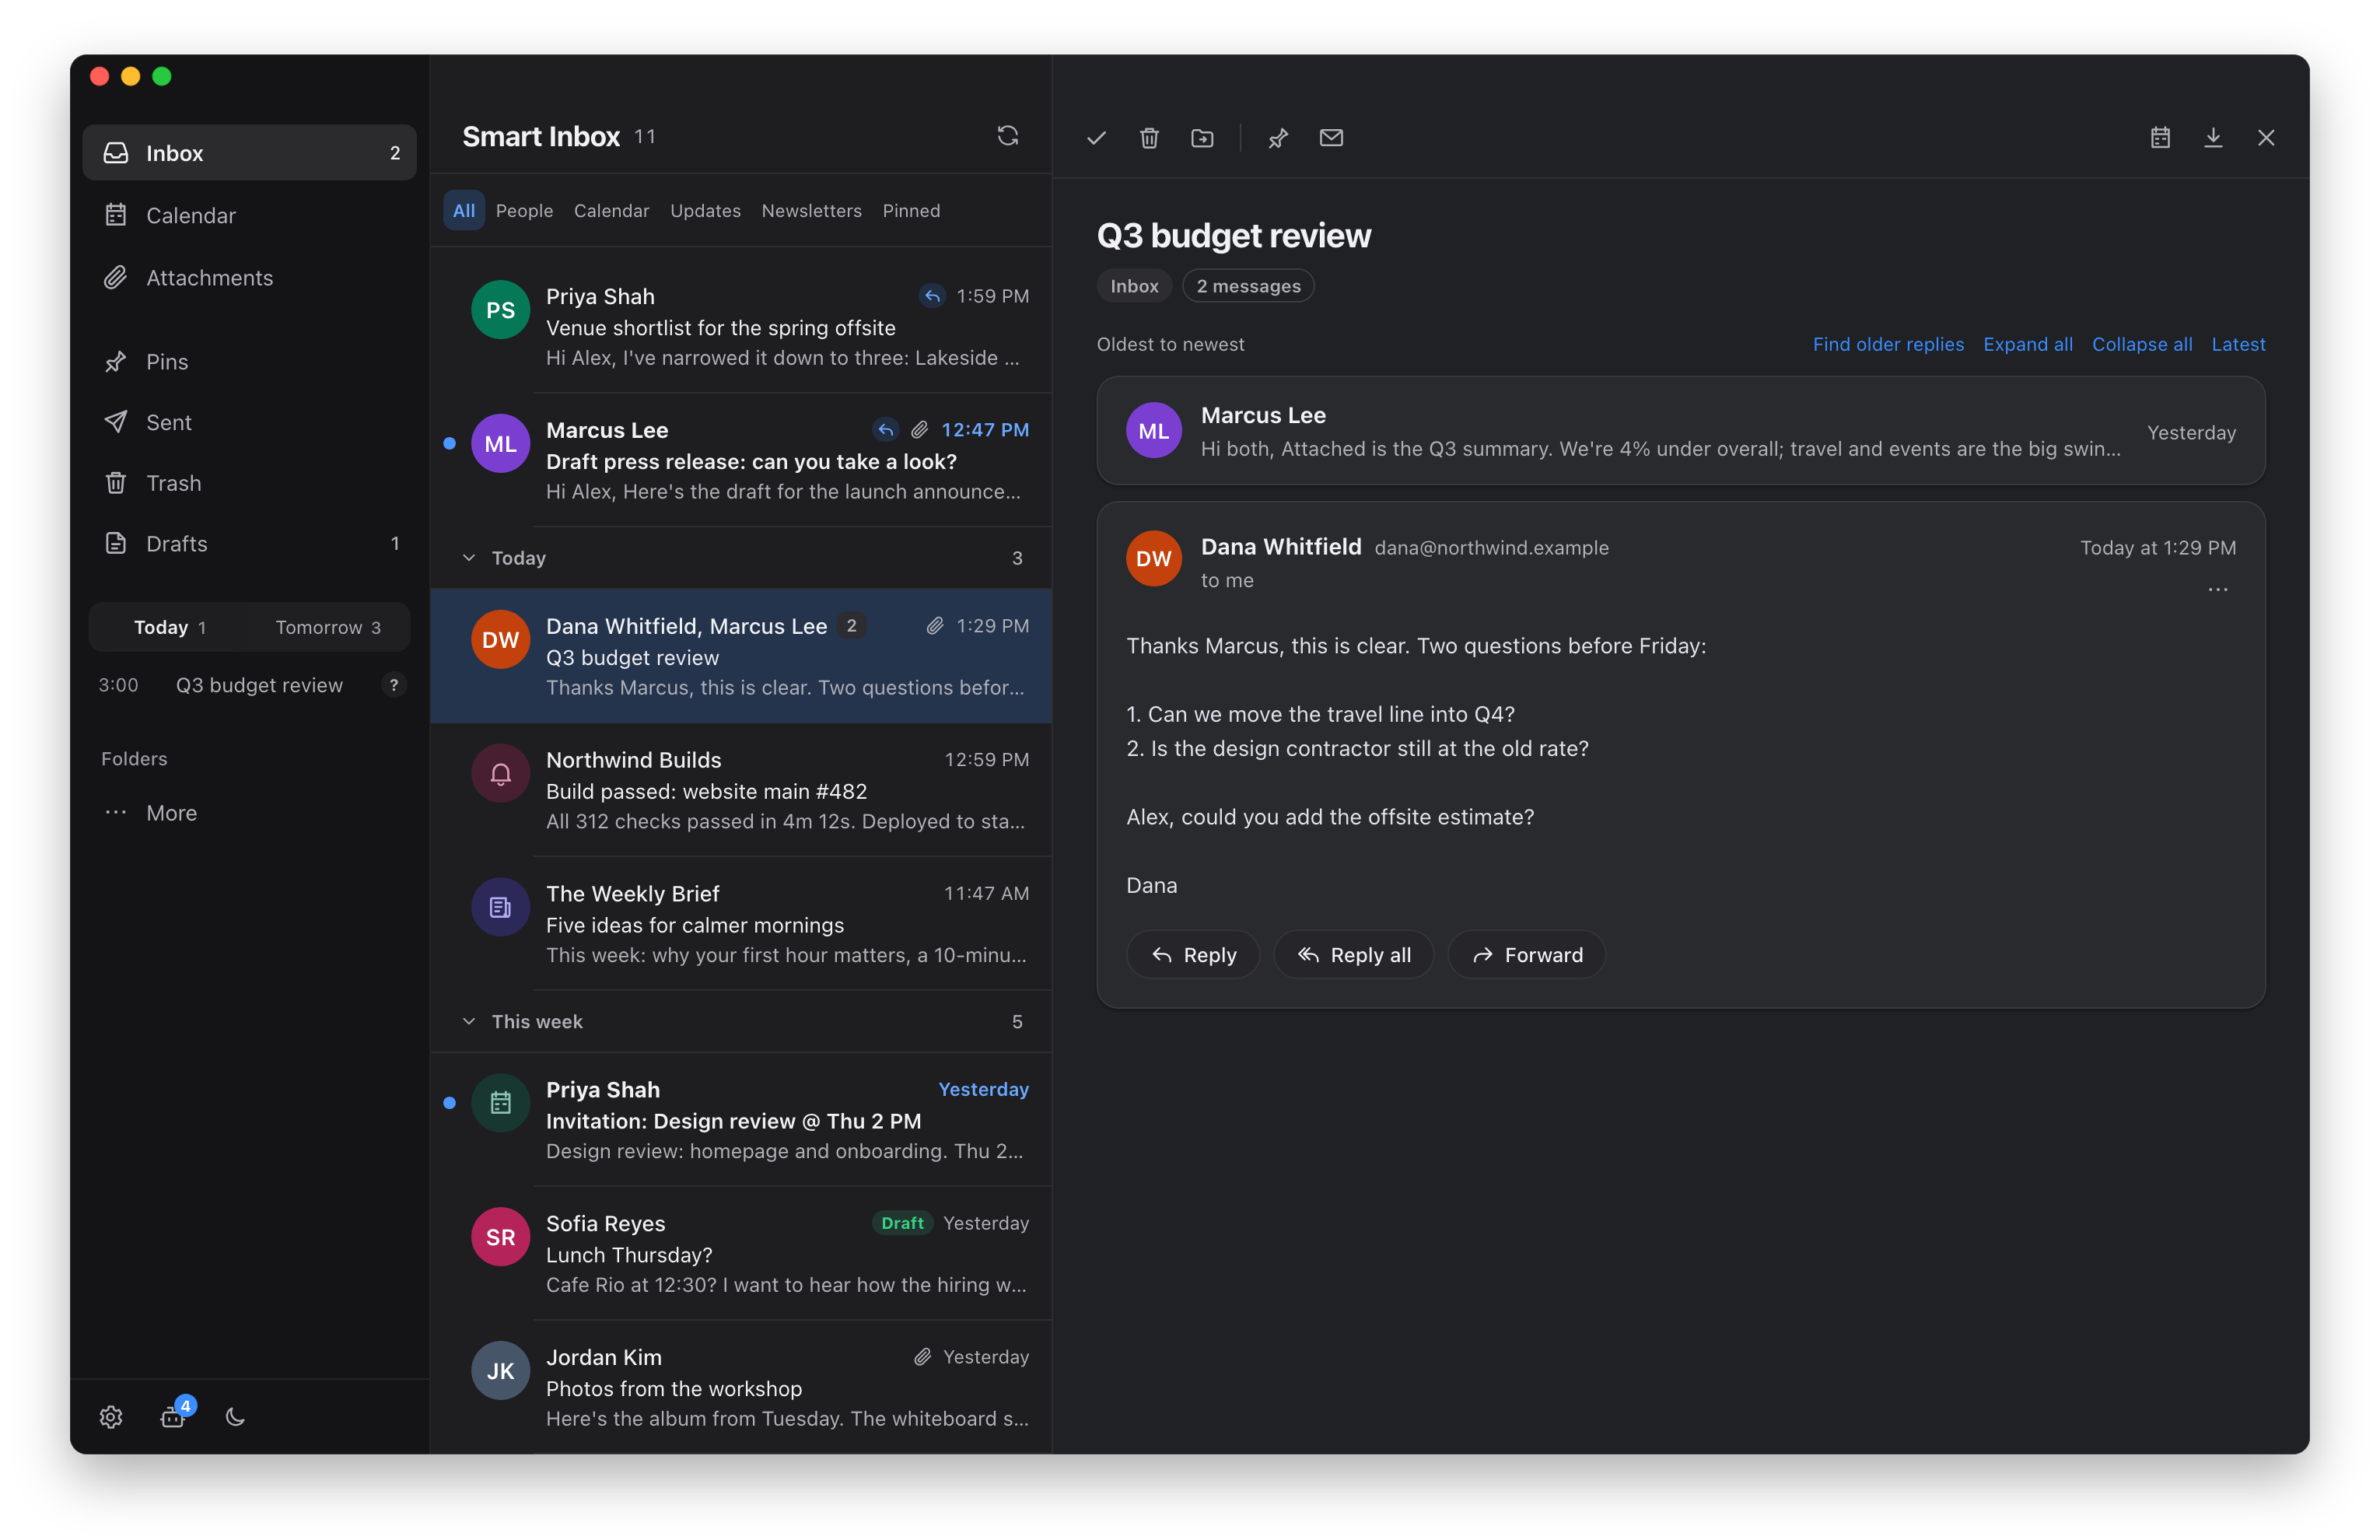 Inbox 2
Calendar
Attachments
Pins
Sent
Trash
Drafts 1
Today 1 Tomorrow 3
3:00 Q3 budget review ?
Folders
··· More
4
Smart Inbox 11
All People Calendar Updates Newsletters Pinned
PS Priya Shah 1:59 PM
Venue shortlist for the spring offsite
Hi Alex, I've narrowed it down to three: Lakeside ...
ML Marcus Lee 12:47 PM
Draft press release: can you take a look?
Hi Alex, Here's the draft for the launch announce...
Today 3
DW Dana Whitfield, Marcus Lee 2 1:29 PM
Q3 budget review
Thanks Marcus, this is clear. Two questions befor...
Northwind Builds 12:59 PM
Build passed: website main #482
All 312 checks passed in 4m 12s. Deployed to sta...
The Weekly Brief 11:47 AM
Five ideas for calmer mornings
This week: why your first hour matters, a 10-minu...
This week 5
Priya Shah Yesterday
Invitation: Design review @ Thu 2 PM
Design review: homepage and onboarding. Thu 2...
SR Sofia Reyes Draft Yesterday
Lunch Thursday?
Cafe Rio at 12:30? I want to hear how the hiring w...
JK Jordan Kim Yesterday
Photos from the workshop
Here's the album from Tuesday. The whiteboard s...
Q3 budget review
Inbox 2 messages
Oldest to newest Find older replies Expand all Collapse all Latest
ML Marcus Lee Yesterday
Hi both, Attached is the Q3 summary. We're 4% under overall; travel and events are the big swin...
DW Dana Whitfield dana@northwind.example Today at 1:29 PM
to me
Thanks Marcus, this is clear. Two questions before Friday:
1. Can we move the travel line into Q4?
2. Is the design contractor still at the old rate?
Alex, could you add the offsite estimate?
Dana
Reply Reply all Forward